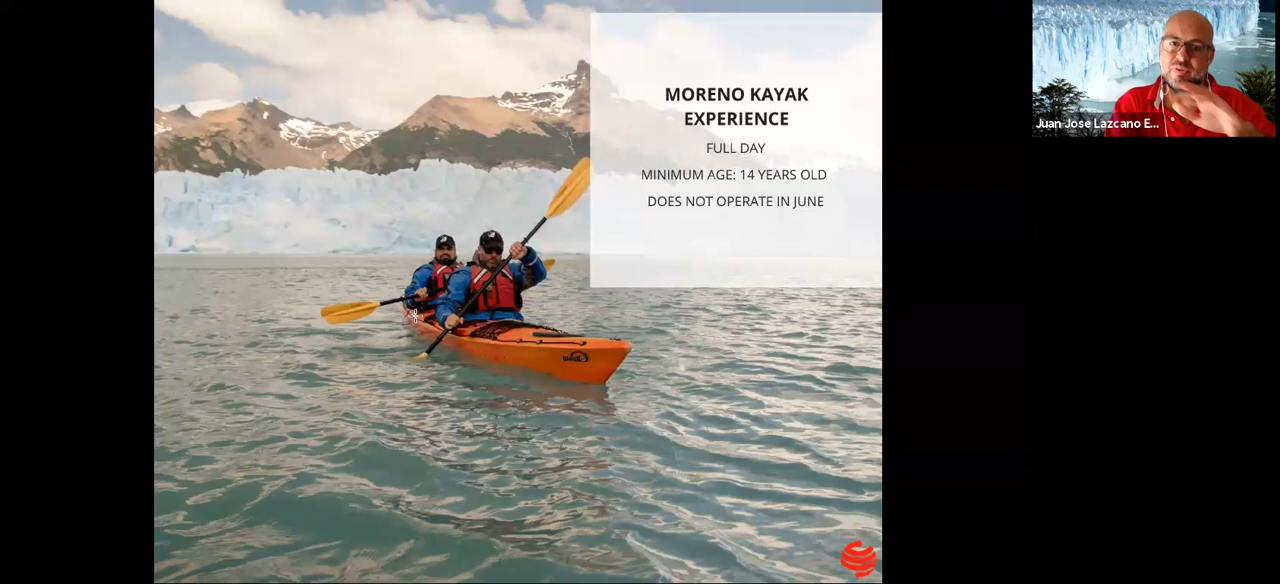 MORENO KAYAK
EXPERIENCE
FULL DAY
MINIMUM AGE: 14 YEARS OLD
DOES NOT OPERATE IN JUNE
Juan Jose Lazcano E...